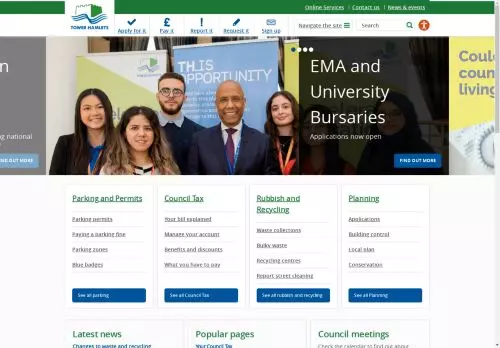 Online Services | Contact us | News & events
TOWER HAMLETS
Apply for it
Pay it
Report it
Request it
Sign up
Navigate the site
Search
TH...IS
OPPORTUNITY
EMA and
University
Bursaries
Applications now open
FIND OUT MORE
n
ng national
FIND OUT MORE
Could
coun
living
Parking and Permits
Parking permits
Paying a parking fine
Parking zones
Blue badges
See all parking
Council Tax
Your bill explained
Manage your account
Benefits and discounts
What you have to pay
See all Council Tax
Rubbish and
Recycling
Waste collections
Bulky waste
Recycling centres
Report street cleaning
See all rubbish and recycling
Planning
Applications
Building control
Local plan
Conservation
See all Planning
Latest news
Changes to waste and recycling
Popular pages
Your Council Tax
Council meetings
Check the calendar to find out about